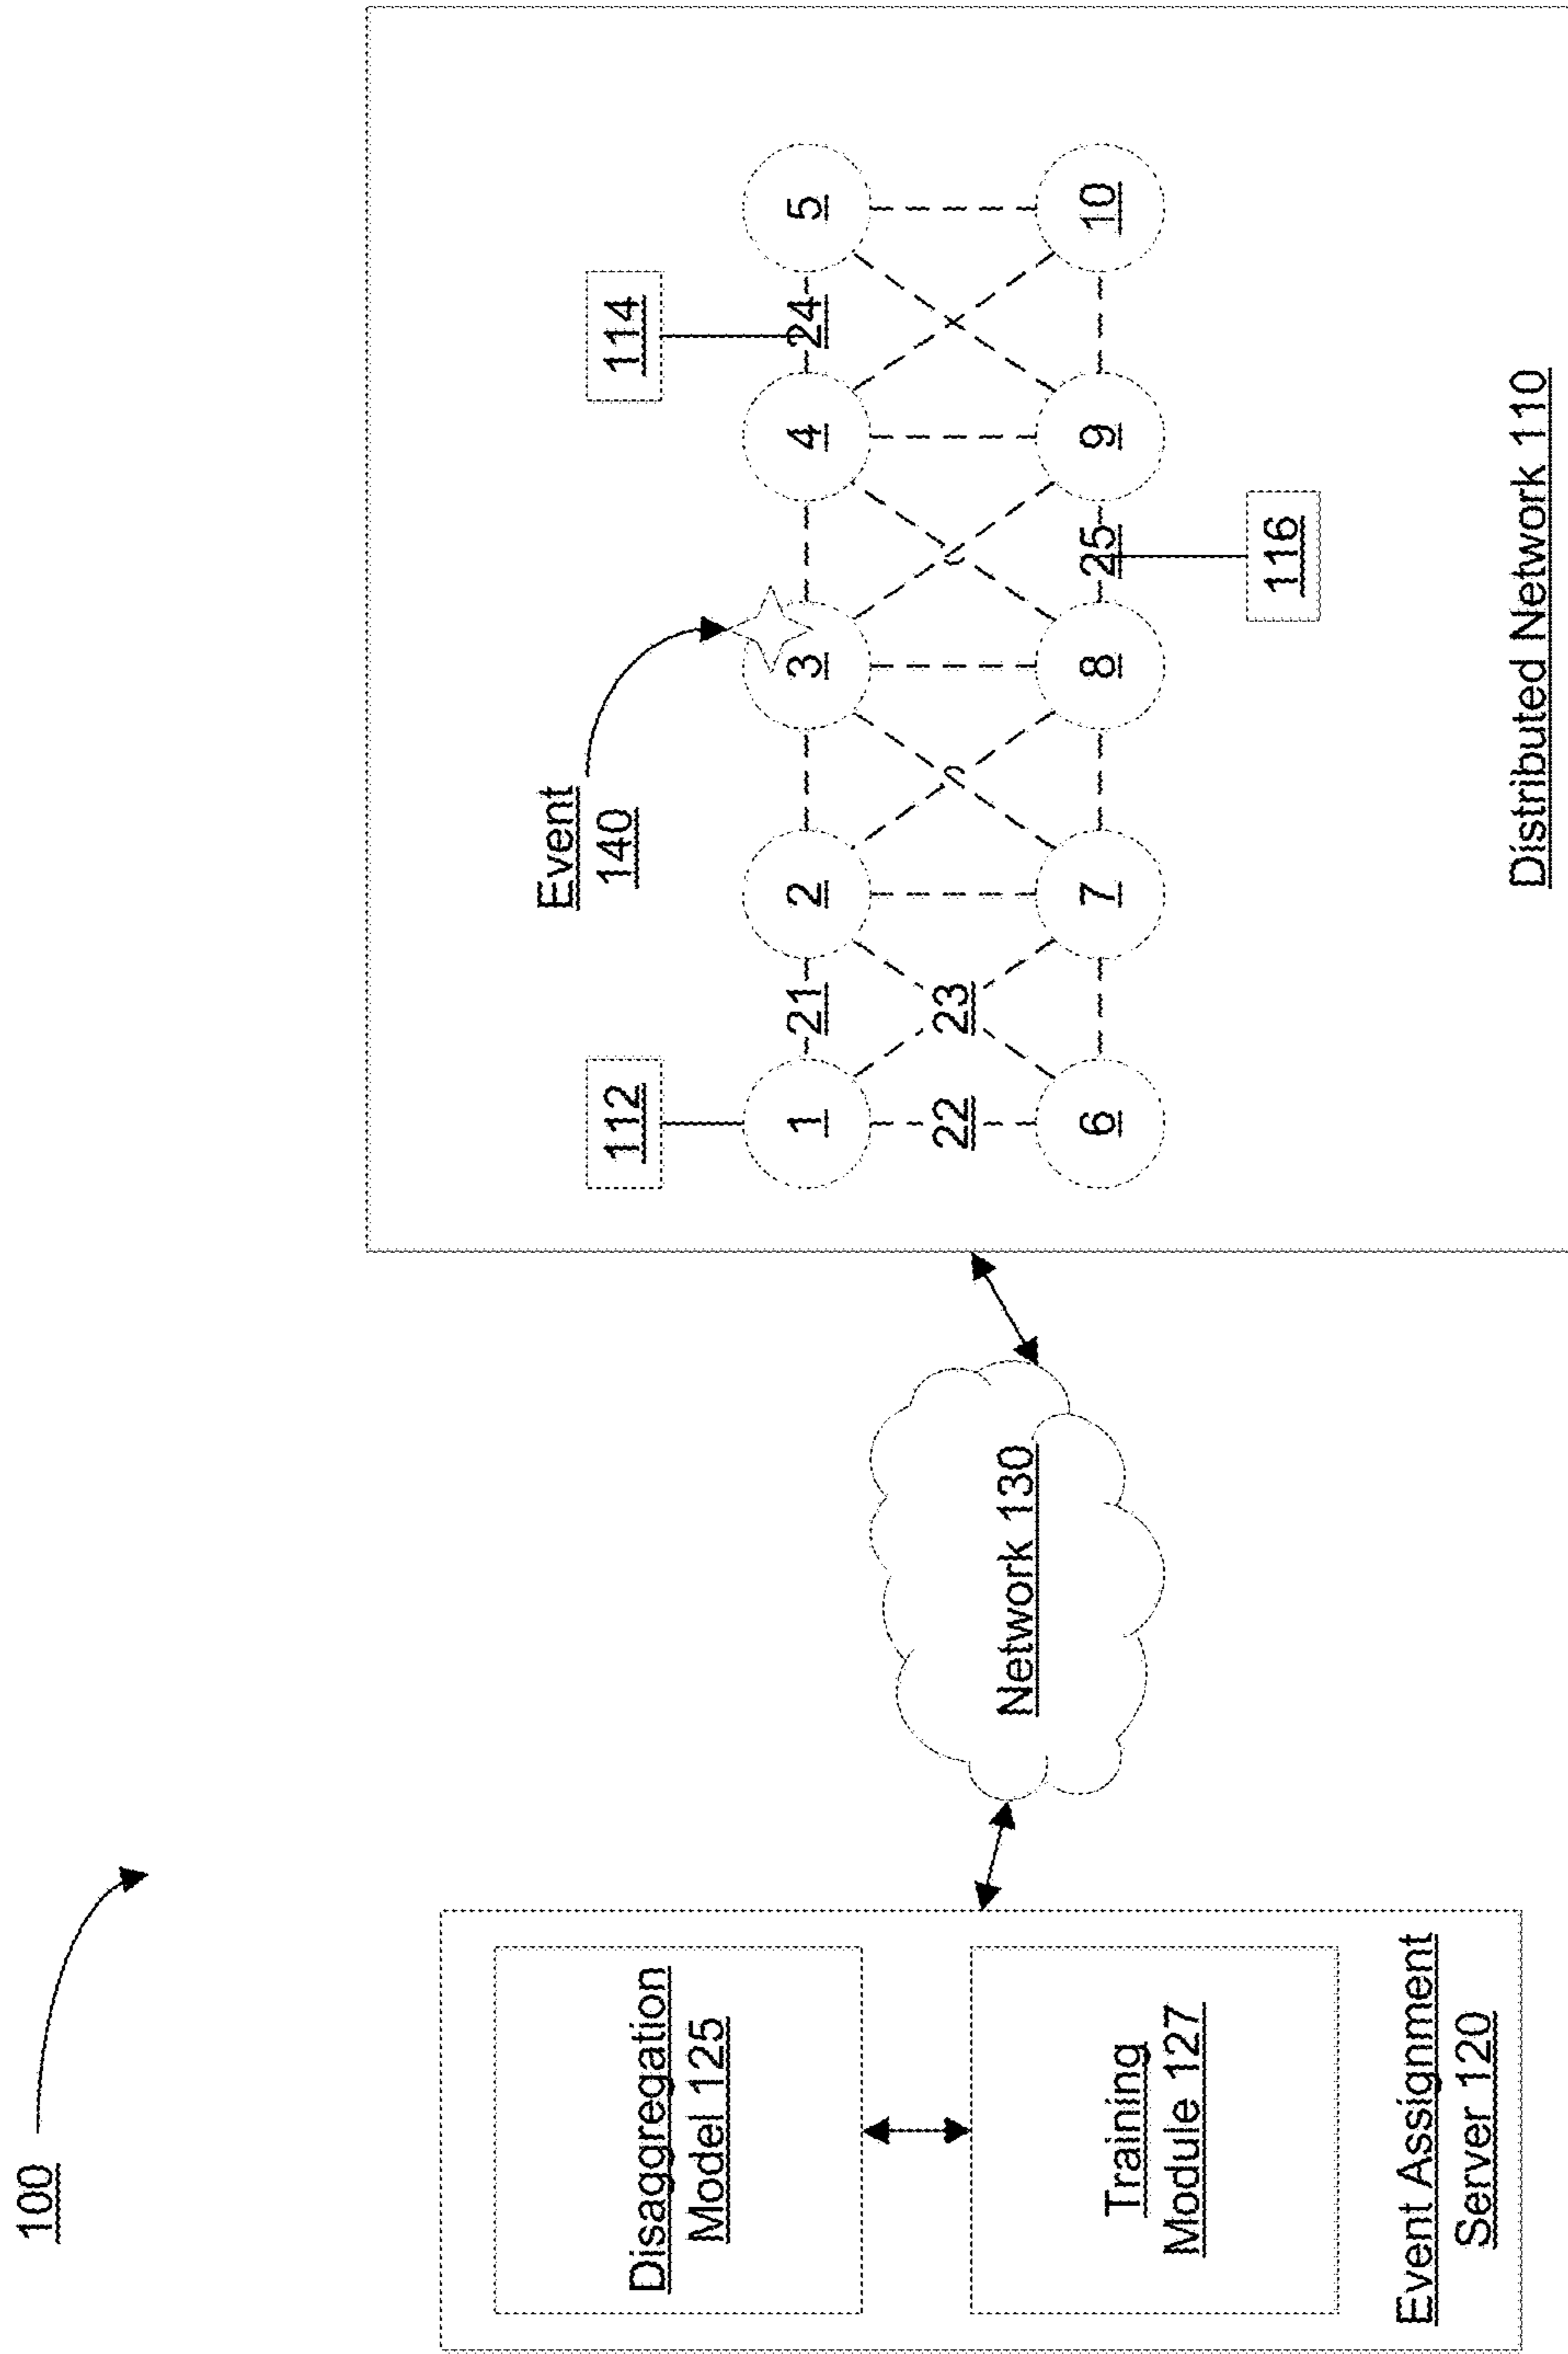 100
Disaggregation
Model 125
Training
Module 127
Event Assignment
Server 120
Network 130
Event
140
112
114
1
21
2
3
4
24
5
22
23
6
7
8
25
9
10
116
Distributed Network 110